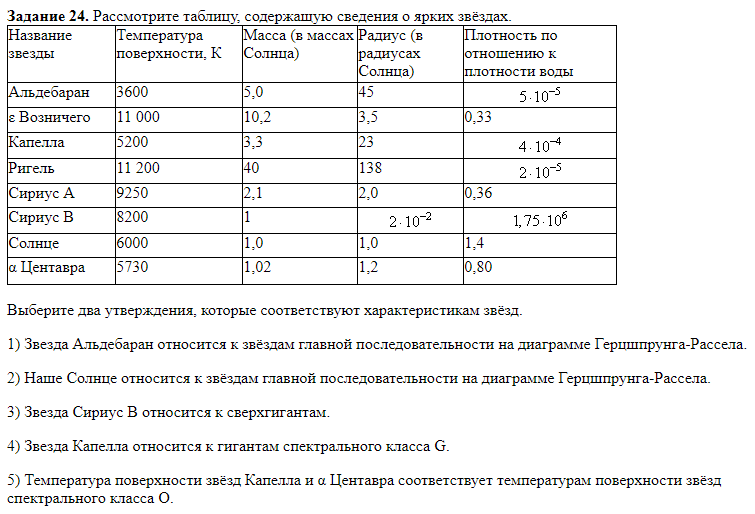 Задание 24. Рассмотрите таблицу, содержащую сведения о ярких звёздах.
Название звезды | Температура поверхности, К | Масса (в массах Солнца) | Радиус (в радиусах Солнца) | Плотность по отношению к плотности воды
Альдебаран | 3600 | 5,0 | 45 | 5·10⁻⁵
ε Возничего | 11 000 | 10,2 | 3,5 | 0,33
Капелла | 5200 | 3,3 | 23 | 4·10⁻⁴
Ригель | 11 200 | 40 | 138 | 2·10⁻⁵
Сириус А | 9250 | 2,1 | 2,0 | 0,36
Сириус В | 8200 | 1 | 2·10⁻² | 1,75·10⁶
Солнце | 6000 | 1,0 | 1,0 | 1,4
α Центавра | 5730 | 1,02 | 1,2 | 0,80
Выберите два утверждения, которые соответствуют характеристикам звёзд.
1) Звезда Альдебаран относится к звёздам главной последовательности на диаграмме Герцшпрунга-Рассела.
2) Наше Солнце относится к звёздам главной последовательности на диаграмме Герцшпрунга-Рассела.
3) Звезда Сириус В относится к сверхгигантам.
4) Звезда Капелла относится к гигантам спектрального класса G.
5) Температура поверхности звёзд Капелла и α Центавра соответствует температурам поверхности звёзд
спектрального класса О.